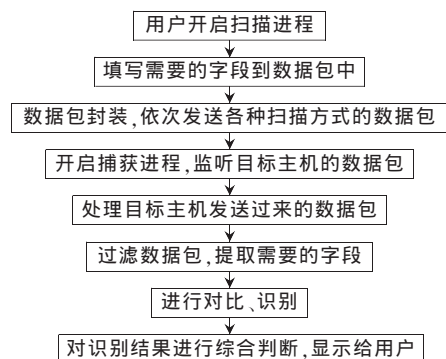 用户开启扫描进程
填写需要的字段到数据包中
数据包封装,依次发送各种扫描方式的数据包
开启捕获进程,监听目标主机的数据包
处理目标主机发送过来的数据包
过滤数据包,提取需要的字段
进行对比、识别
对识别结果进行综合判断,显示给用户